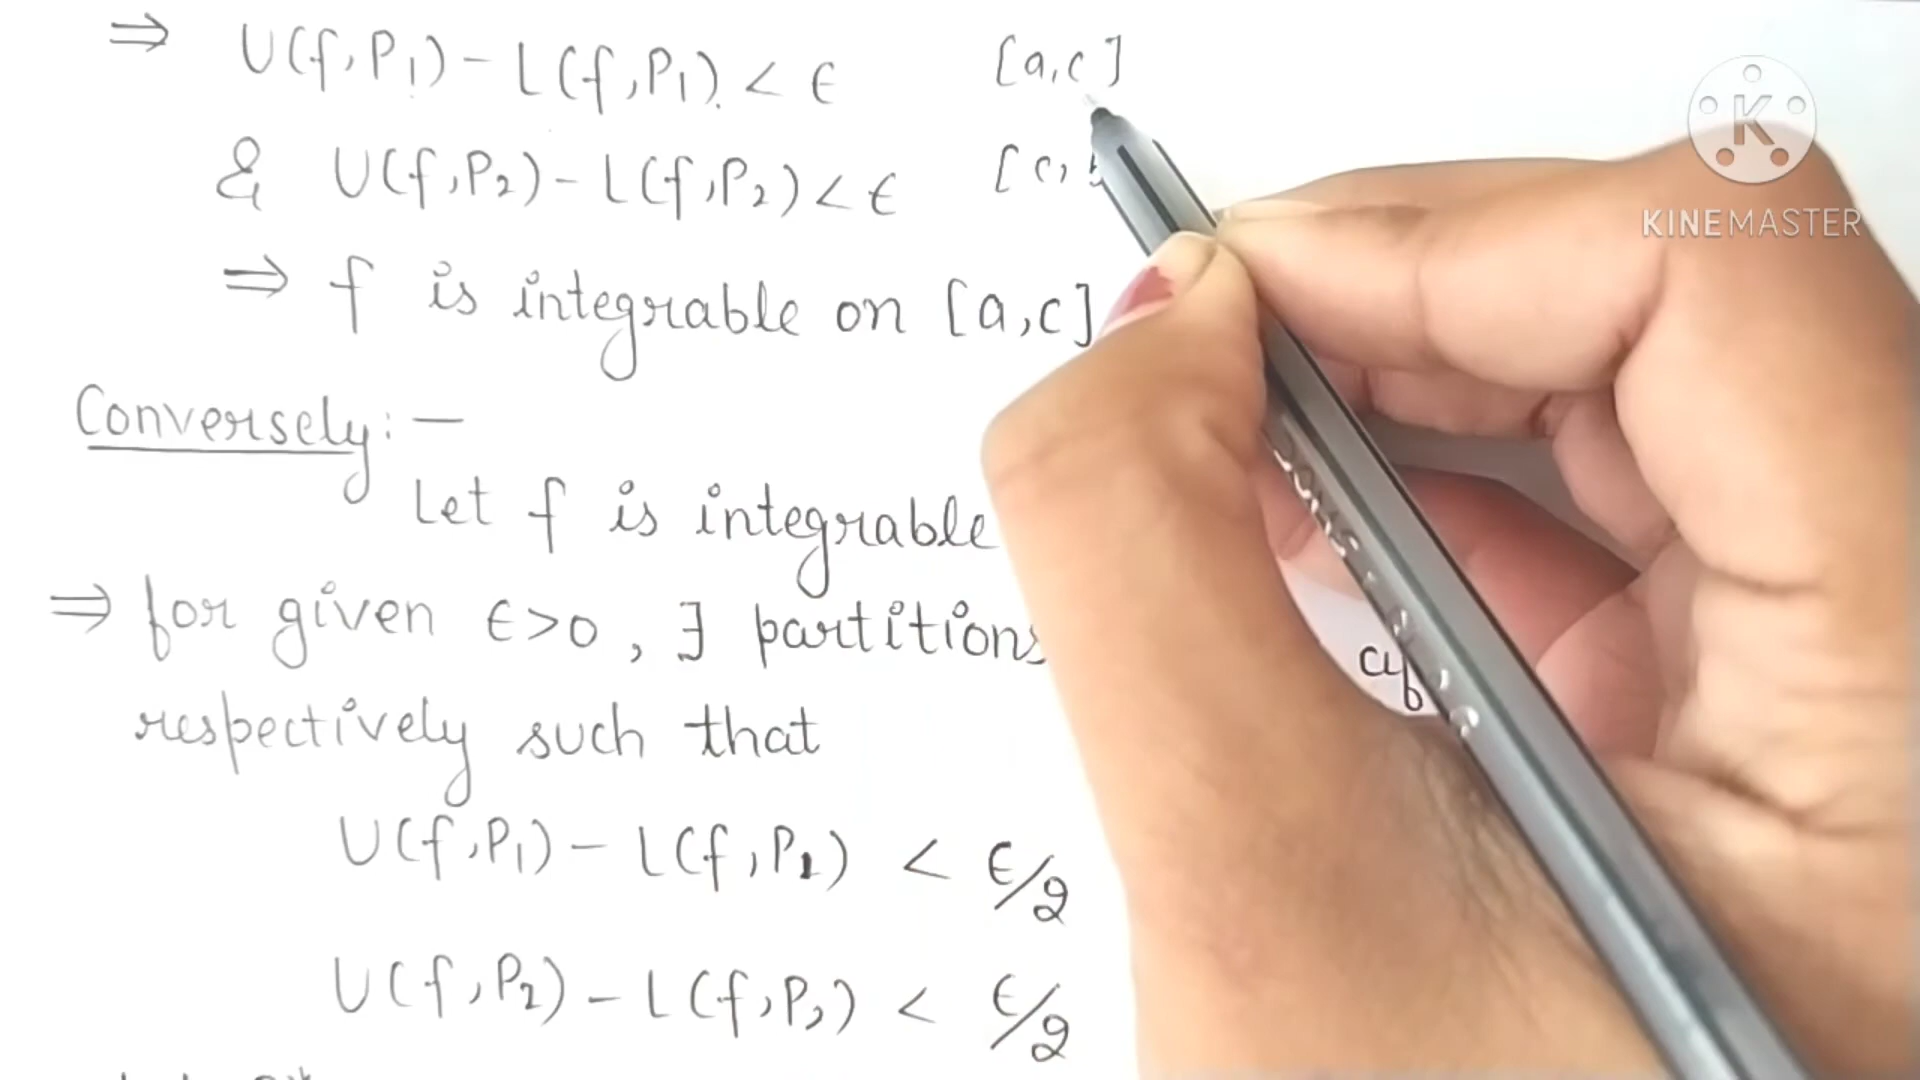 ⇒ U(f,P₁) - L(f,P₁) < ϵ [a,c]
& U(f,P₂) - L(f,P₂) < ϵ [c,
⇒ f is integrable on [a,c]
Conversely:-
Let f is integrable
⇒ for given ϵ>0, ∃ partitions
respectively such that
U(f,P₁) - L(f,P₁) < ϵ/2
U(f,P₂) - L(f,P₂) < ϵ/2
KINEMASTER